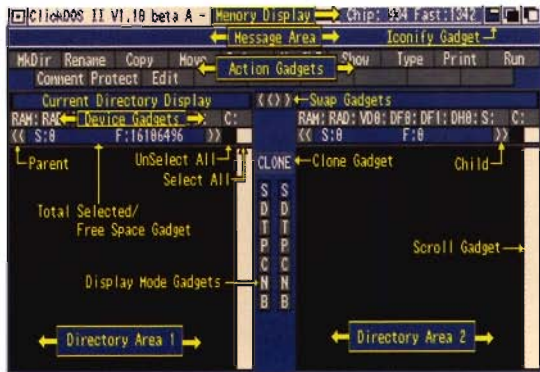 ClickDOS II V1.10 beta A - Memory Display Chip: Fast:1342
Message Area Iconify Gadget
MkDir Rename Copy Move Show Type Print Run
Action Gadgets
Comment Protect Edit
Current Directory Display <<>> Swap Gadgets
RAM: RAD Device Gadgets C: RAM: RAD: VD0: DF0: DF1: DH0: S: C:
<< S:0 F:16106496 >> << S:0 F:0 >>
Parent UnSelect All CLONE Clone Gadget Child
Select All
S S
Total Selected/ D D
Free Space Gadget T T
P P Scroll Gadget
C C
Display Mode Gadgets N N
B B
Directory Area 1 Directory Area 2